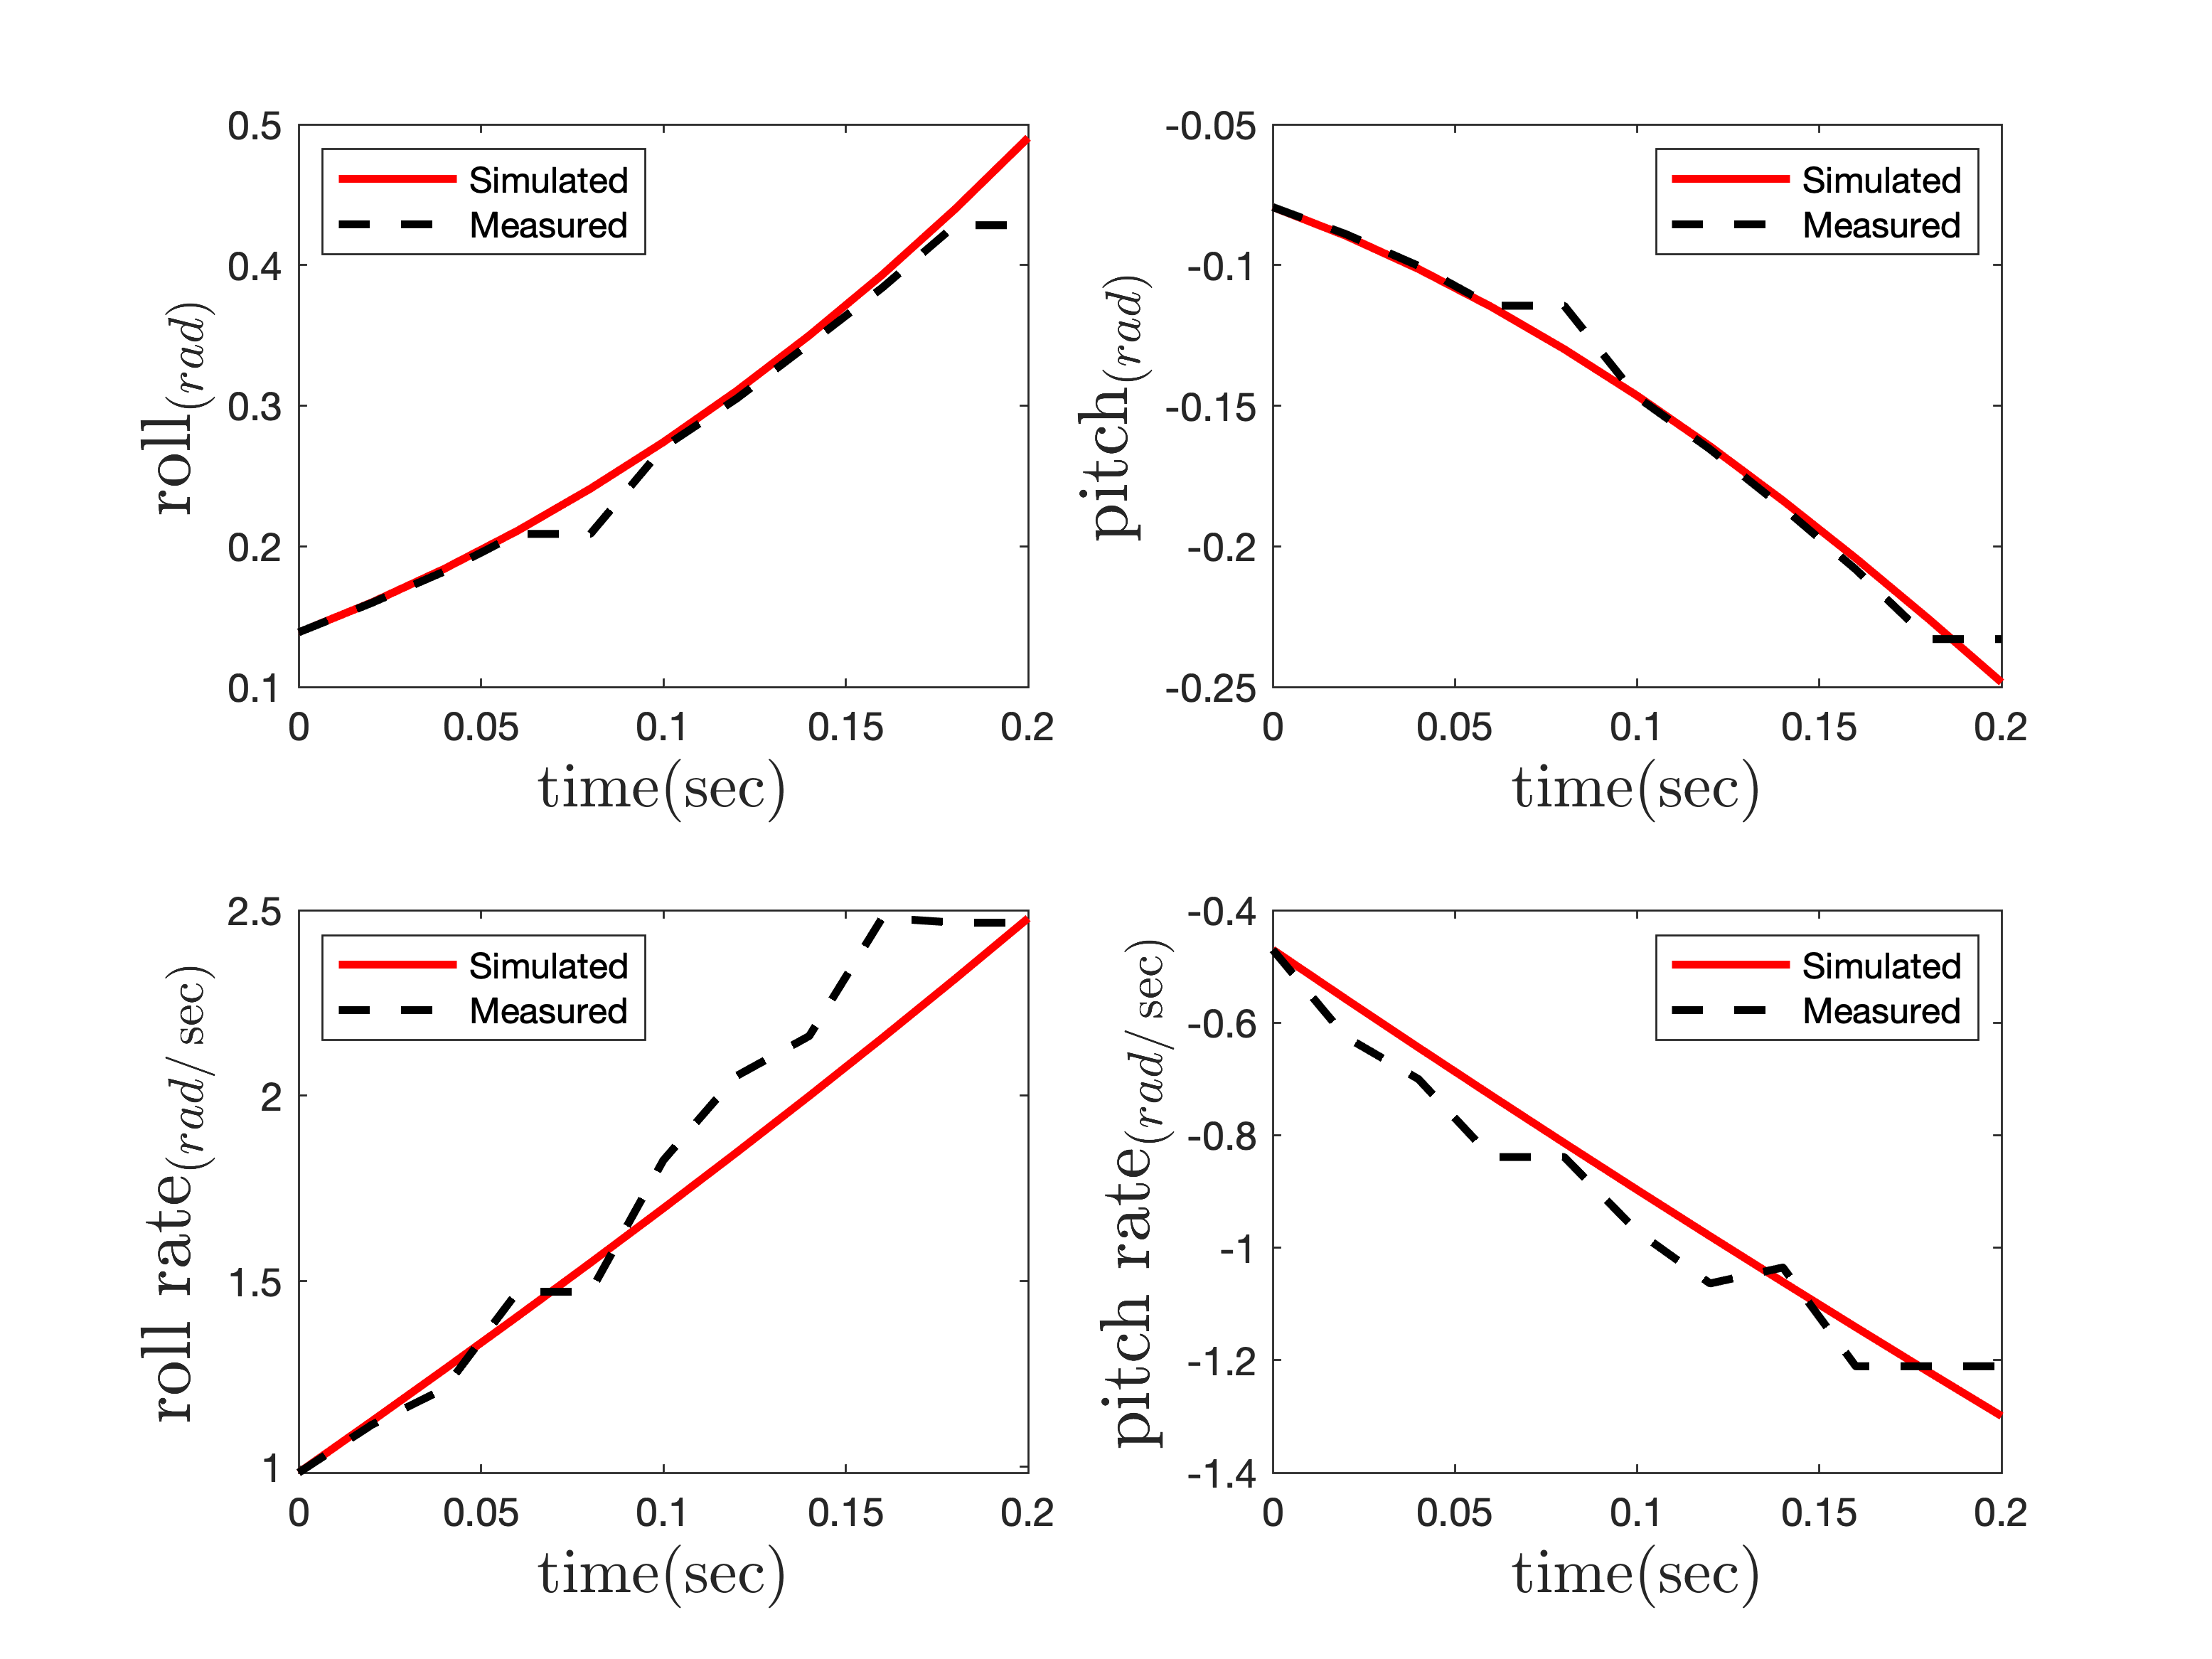 0.5
0.4
0.3
0.2
0.1
roll(rad)
Simulated
Measured
0 0.05 0.1 0.15 0.2
time(sec)
-0.05
-0.1
-0.15
-0.2
-0.25
pitch(rad)
Simulated
Measured
0 0.05 0.1 0.15 0.2
time(sec)
2.5
2
1.5
1
roll rate(rad/ sec)
Simulated
Measured
0 0.05 0.1 0.15 0.2
time(sec)
-0.4
-0.6
-0.8
-1
-1.2
-1.4
pitch rate(rad/ sec)
Simulated
Measured
0 0.05 0.1 0.15 0.2
time(sec)